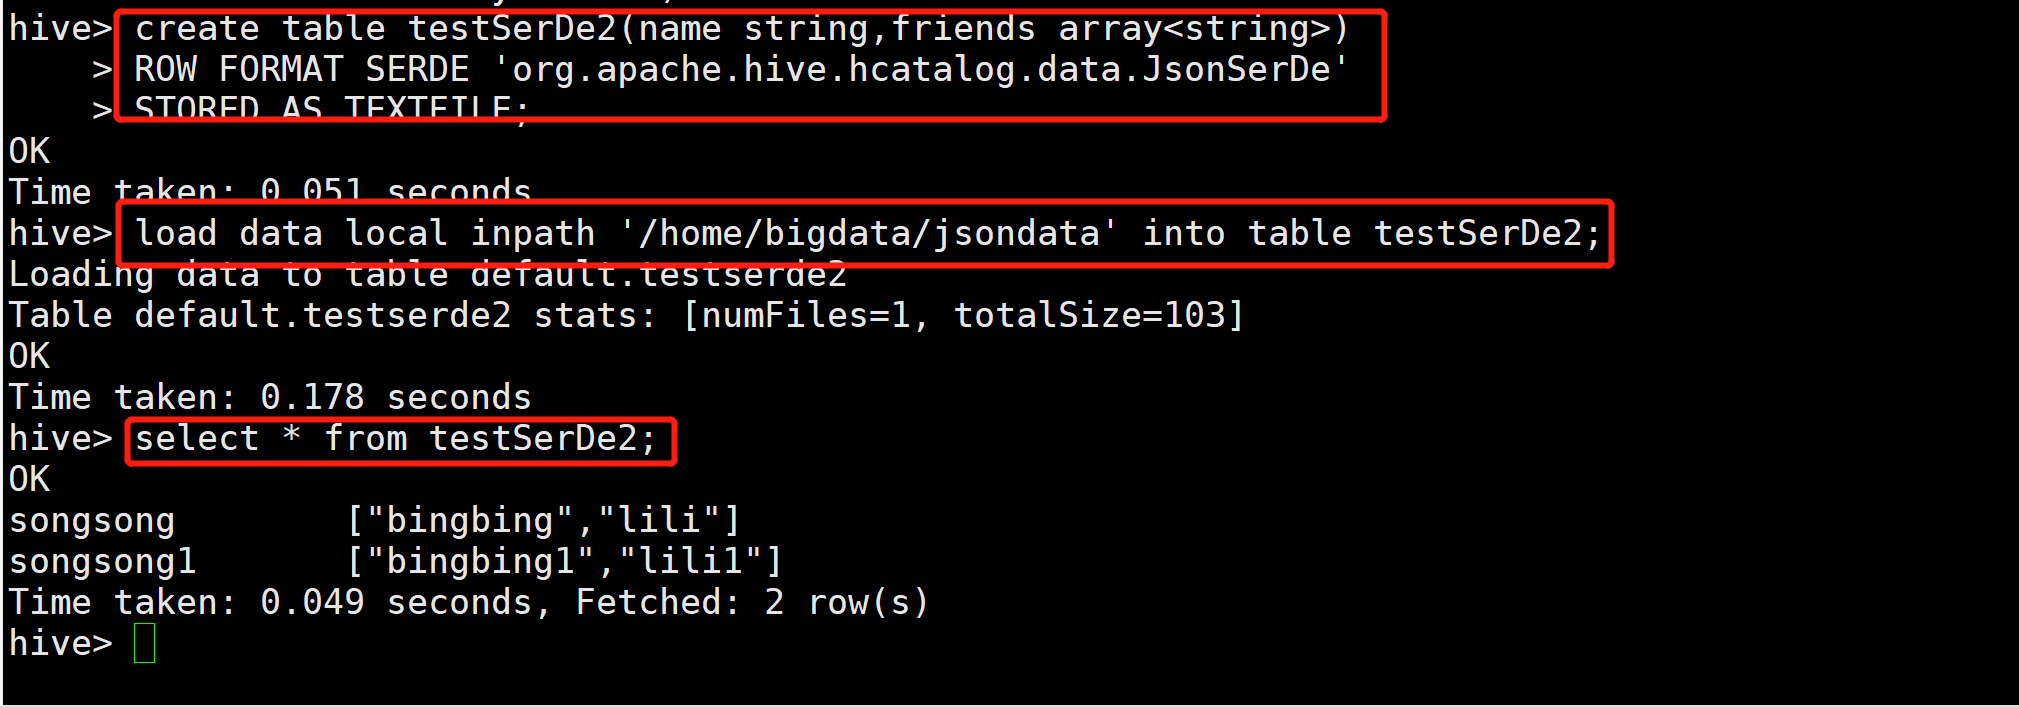 hive> create table testSerDe2(name string,friends array<string>)
    > ROW FORMAT SERDE 'org.apache.hive.hcatalog.data.JsonSerDe'
    > STORED AS TEXTFILE;
OK
Time taken: 0.051 seconds
hive> load data local inpath '/home/bigdata/jsondata' into table testSerDe2;
Loading data to table default.testserde2
Table default.testserde2 stats: [numFiles=1, totalSize=103]
OK
Time taken: 0.178 seconds
hive> select * from testSerDe2;
OK
songsong        ["bingbing","lili"]
songsong1       ["bingbing1","lili1"]
Time taken: 0.049 seconds, Fetched: 2 row(s)
hive>